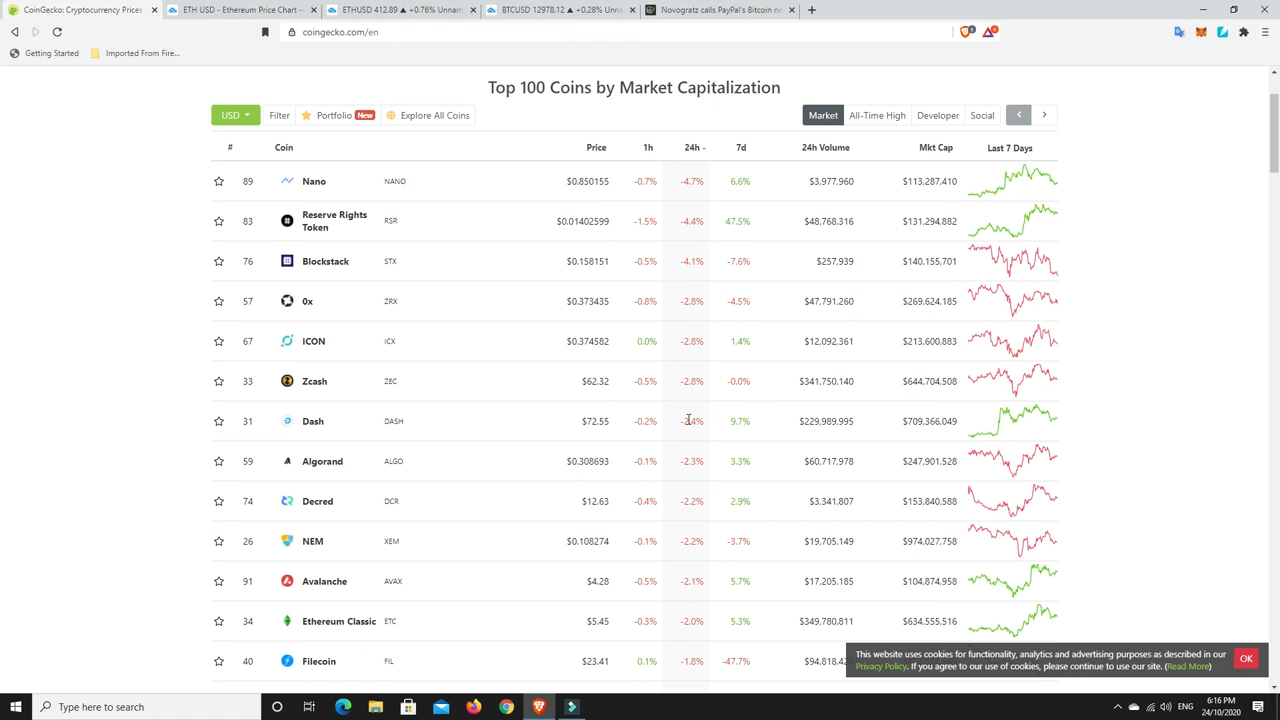 CoinGecko: Cryptocurrency Prices
ETH USD - Ethereum Price Chart —
ETHUSD 412.89 ▲ +0.76% Unnam
BTCUSD 12978.12 ▲ +0.28% Unna
Novogratz calls PayPal's Bitcoin ne
coingecko.com/en
Getting Started
Imported From Fire...
Top 100 Coins by Market Capitalization
USD
Filter
Portfolio New
Explore All Coins
Market
All-Time High
Developer
Social
# Coin Price 1h 24h 7d 24h Volume Mkt Cap Last 7 Days
89 Nano NANO $0.850155 -0.7% -4.7% 6.6% $3,977,960 $113,287,410
83 Reserve Rights Token RSR $0.01402599 -1.5% -4.4% 47.5% $48,768,316 $131,294,882
76 Blockstack STX $0.158151 -0.5% -4.1% -7.6% $257,939 $140,155,701
57 0x ZRX $0.373435 -0.8% -2.8% -4.5% $47,791,260 $269,624,185
67 ICON ICX $0.374582 0.0% -2.8% 1.4% $12,092,361 $213,600,883
33 Zcash ZEC $62.32 -0.5% -2.8% -0.0% $341,750,140 $644,704,508
31 Dash DASH $72.55 -0.2% -2.4% 9.7% $229,989,995 $709,366,049
59 Algorand ALGO $0.308693 -0.1% -2.3% 3.3% $60,717,978 $247,901,528
74 Decred DCR $12.63 -0.4% -2.2% 2.9% $3,341,807 $153,840,588
26 NEM XEM $0.108274 -0.1% -2.2% -3.7% $19,705,149 $974,027,758
91 Avalanche AVAX $4.28 -0.5% -2.1% 5.7% $17,205,185 $104,874,958
34 Ethereum Classic ETC $5.45 -0.3% -2.0% 5.3% $349,780,811 $634,555,516
40 Filecoin FIL $23.41 0.1% -1.8% -47.7% $94,818,42
This website uses cookies for functionality, analytics and advertising purposes as described in our
Privacy Policy. If you agree to our use of cookies, please continue to use our site. (Read More)
OK
Type here to search
ENG
6:16 PM
24/10/2020